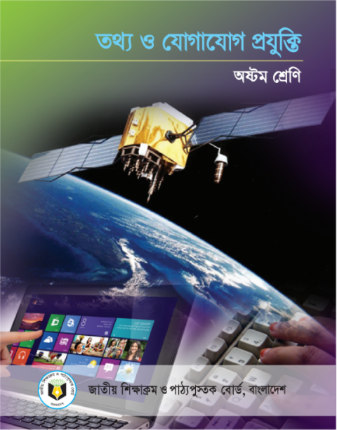 তথ্য ও যোগাযোগ প্রযুক্তি
অষ্টম শ্রেণি
জাতীয় শিক্ষাক্রম ও পাঠ্যপুস্তক বোর্ড, বাংলাদেশ